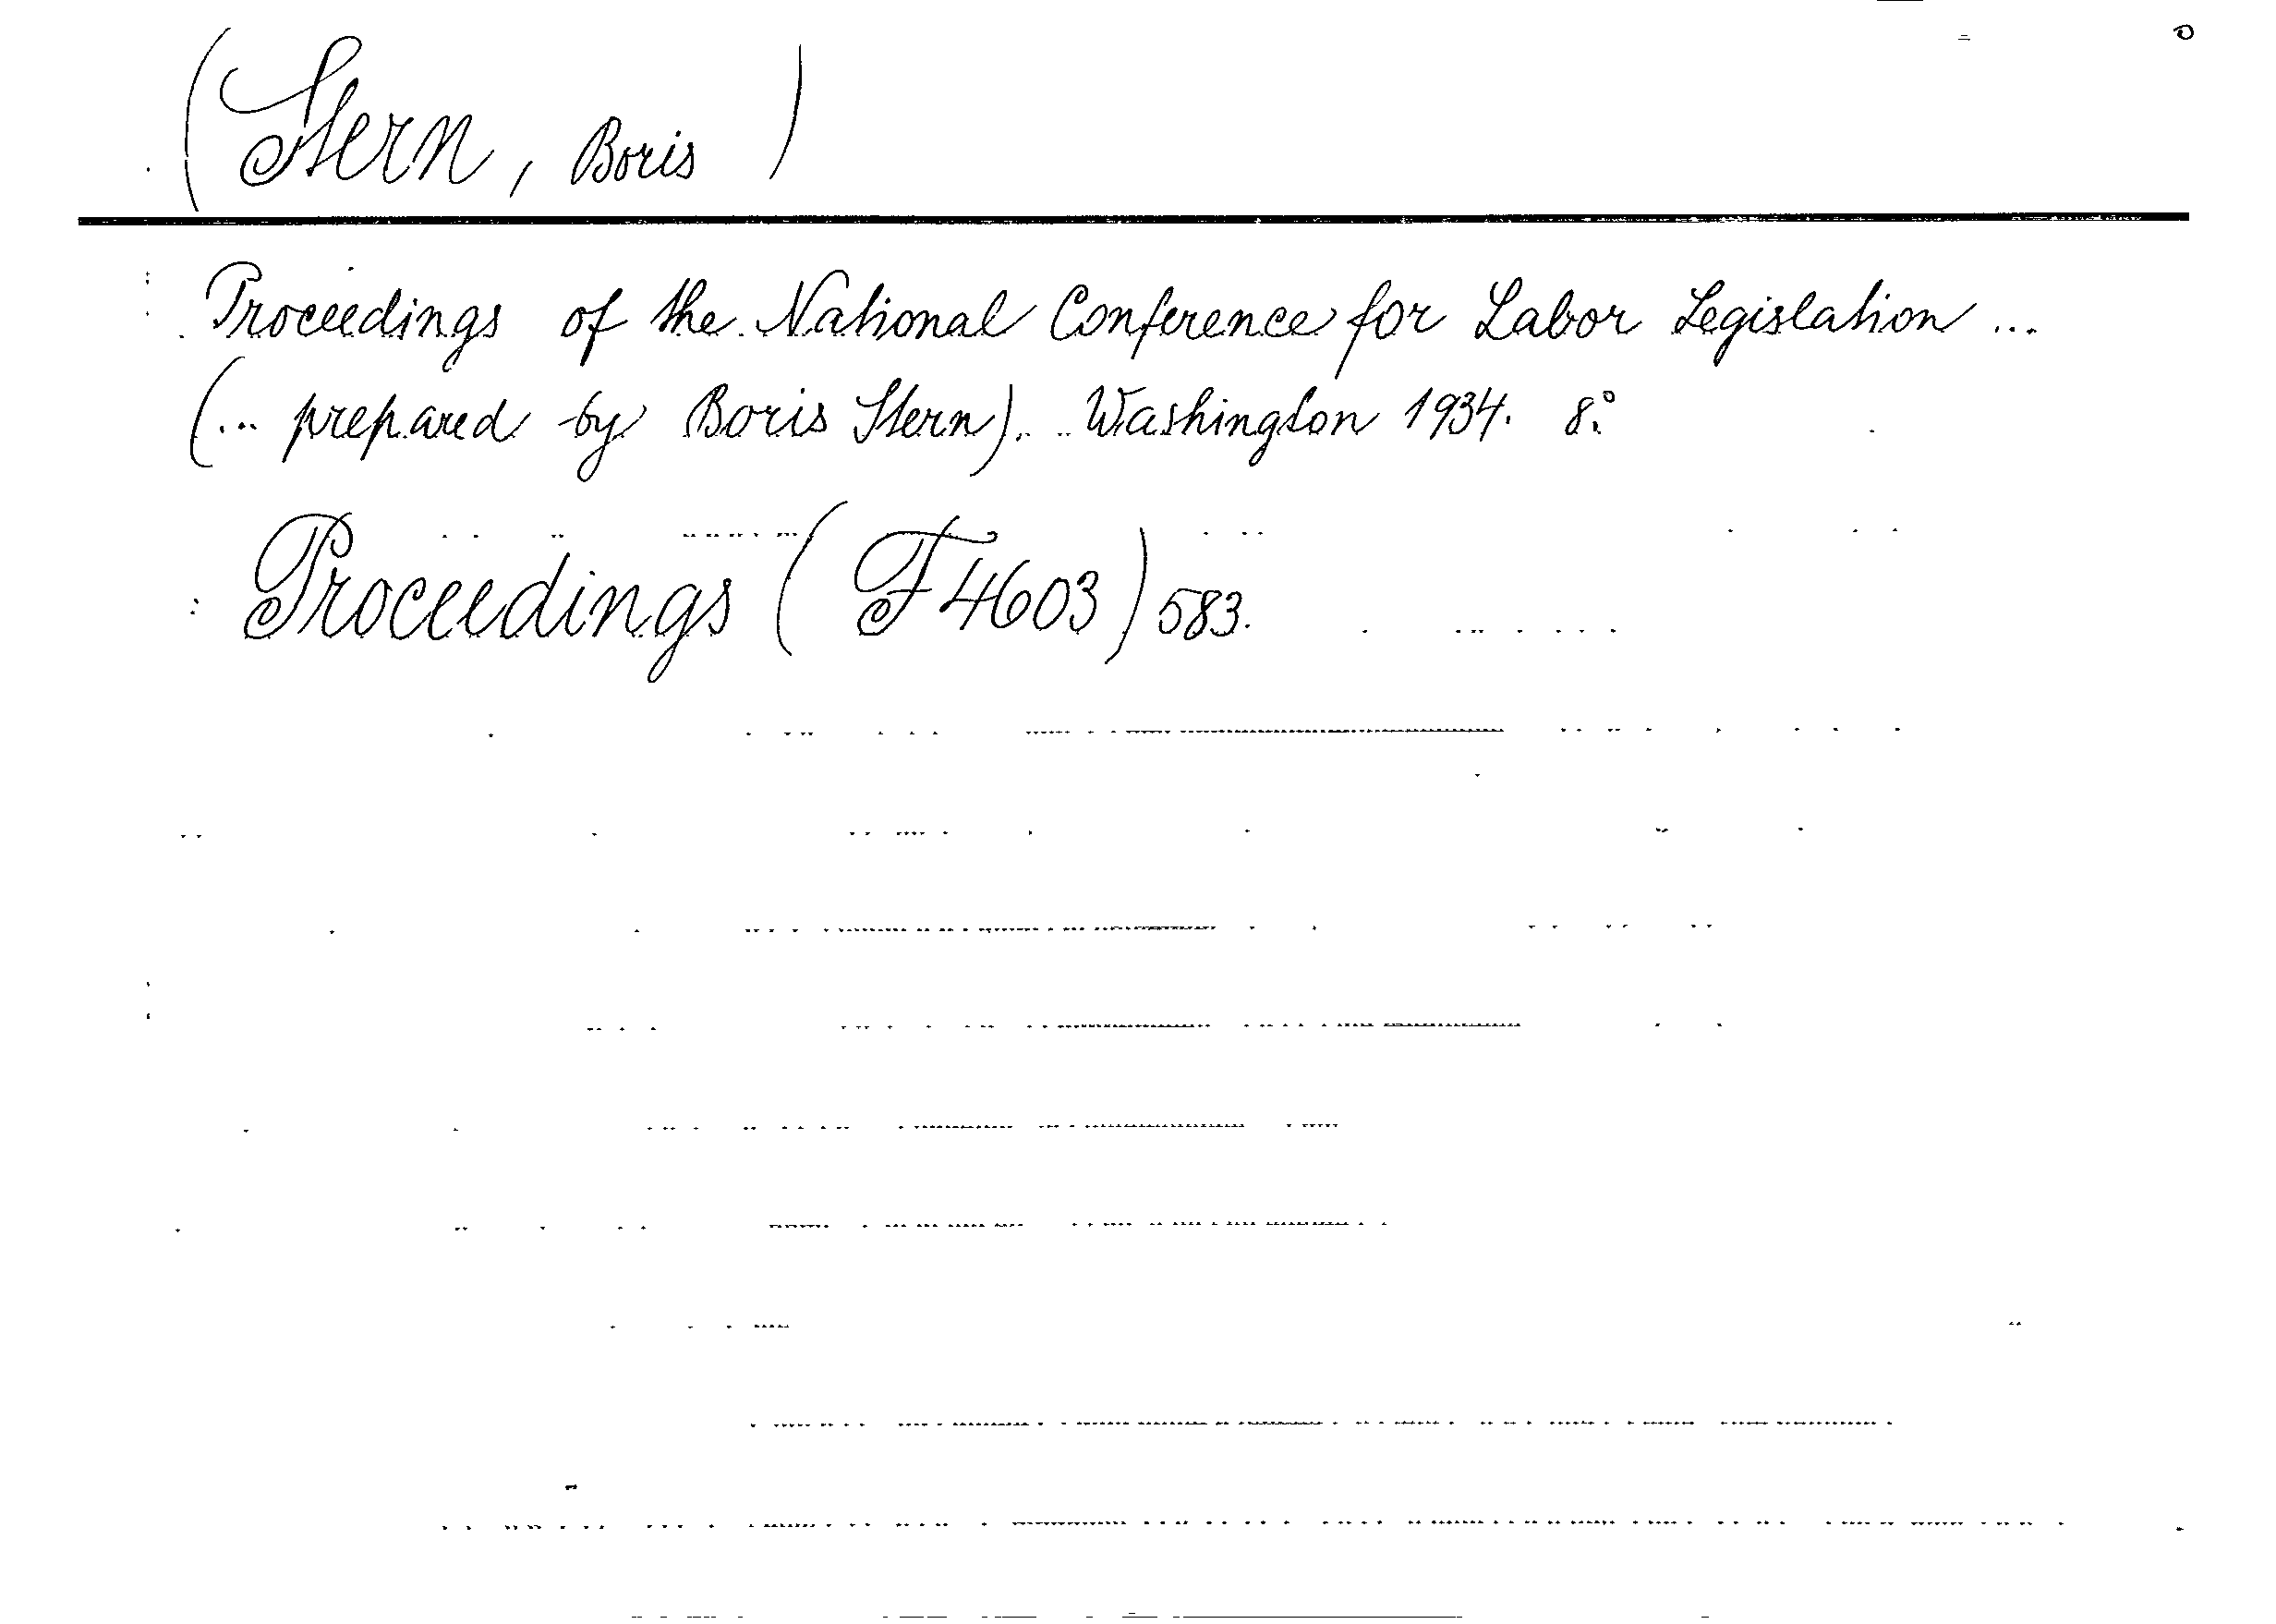 (Stern, Boris)
Proceedings of the National Conference for Labor Legislation ...
(... prepared by Boris Stern). Washington 1934. 8.°
Proceedings (F 4603) 583.